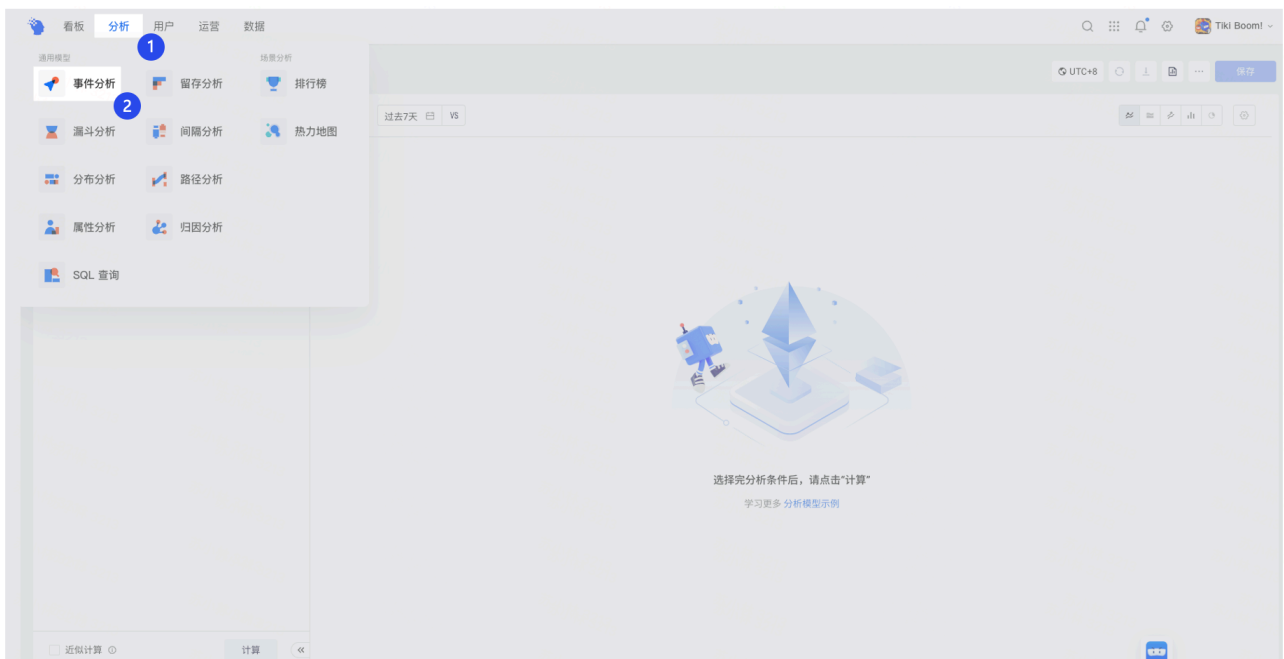 看板 分析 用户 运营 数据 Tiki Boom!
1
通用模型 场景分析
事件分析 留存分析 排行榜
UTC+8 保存
2
过去7天 VS
漏斗分析 间隔分析 热力地图
分布分析 路径分析
属性分析 归因分析
SQL 查询
选择完分析条件后，请点击"计算"
学习更多 分析模型示例
近似计算 计算